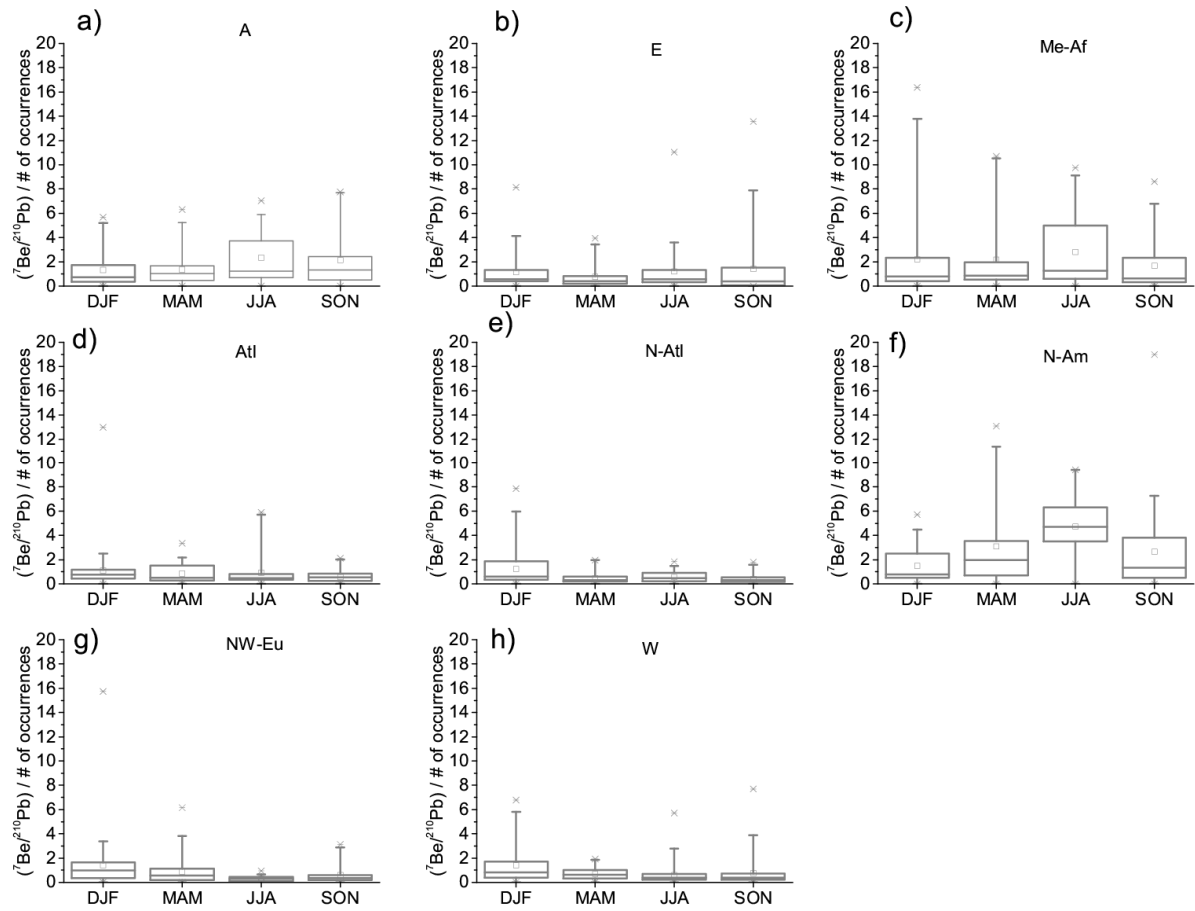 a)
A
(⁷Be/²¹⁰Pb) / # of occurrences
20
18
16
14
12
10
8
6
4
2
0
DJF MAM JJA SON
b)
E
(⁷Be/²¹⁰Pb) / # of occurrences
20
18
16
14
12
10
8
6
4
2
0
DJF MAM JJA SON
c)
Me-Af
(⁷Be/²¹⁰Pb) / # of occurrences
20
18
16
14
12
10
8
6
4
2
0
DJF MAM JJA SON
d)
Atl
(⁷Be/²¹⁰Pb) / # of occurrences
20
18
16
14
12
10
8
6
4
2
0
DJF MAM JJA SON
e)
N-Atl
(⁷Be/²¹⁰Pb) / # of occurrences
20
18
16
14
12
10
8
6
4
2
0
DJF MAM JJA SON
f)
N-Am
(⁷Be/²¹⁰Pb) / # of occurrences
20
18
16
14
12
10
8
6
4
2
0
DJF MAM JJA SON
g)
NW-Eu
(⁷Be/²¹⁰Pb) / # of occurrences
20
18
16
14
12
10
8
6
4
2
0
DJF MAM JJA SON
h)
W
(⁷Be/²¹⁰Pb) / # of occurrences
20
18
16
14
12
10
8
6
4
2
0
DJF MAM JJA SON